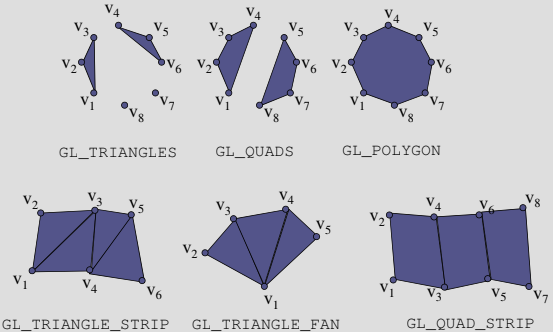 v4
v3
v5
v2
v6
v1
v7
v8
v4
v3
v5
v2
v6
v1
v7
v8
v4
v3
v5
v2
v6
v1
v7
v8
GL_TRIANGLES
GL_QUADS
GL_POLYGON
v2
v3
v5
v1
v4
v6
v4
v3
v5
v2
v1
v8
v6
v4
v2
v1
v3
v5
v7
GL_TRIANGLE_STRIP
GL_TRIANGLE_FAN
GL_QUAD_STRIP